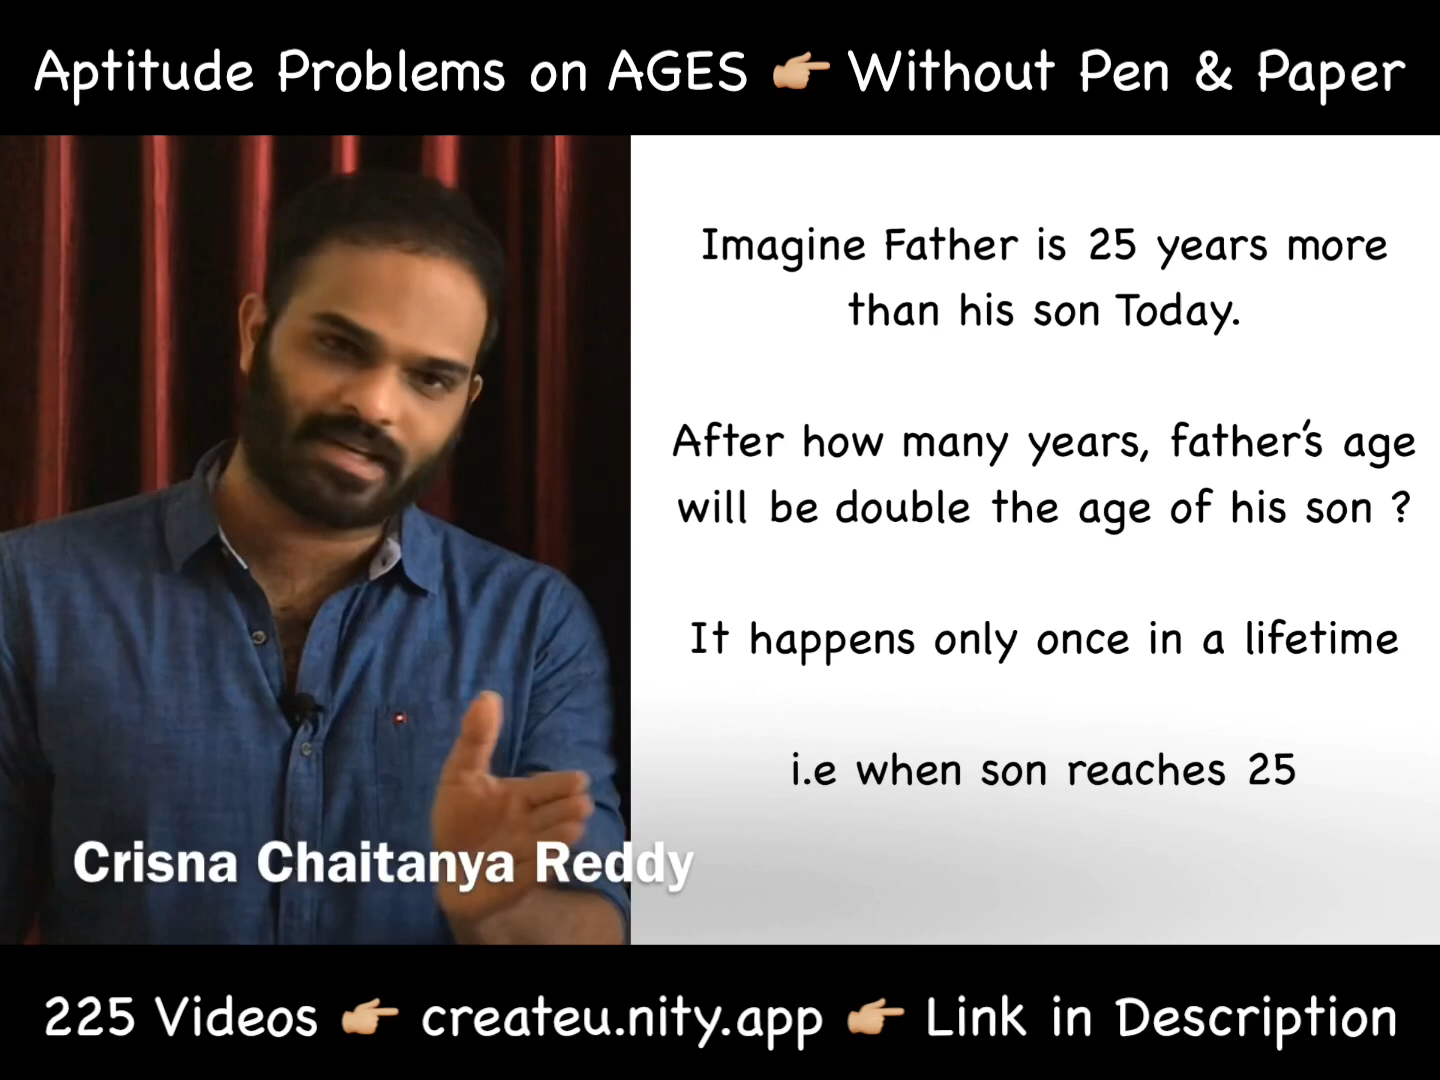 Aptitude Problems on AGES 👉🏼 Without Pen & Paper
Imagine Father is 25 years more
than his son Today.
After how many years, father's age
will be double the age of his son ?
It happens only once in a lifetime
i.e when son reaches 25
Crisna Chaitanya Reddy
225 Videos 👉🏼 createu.nity.app 👉🏼 Link in Description